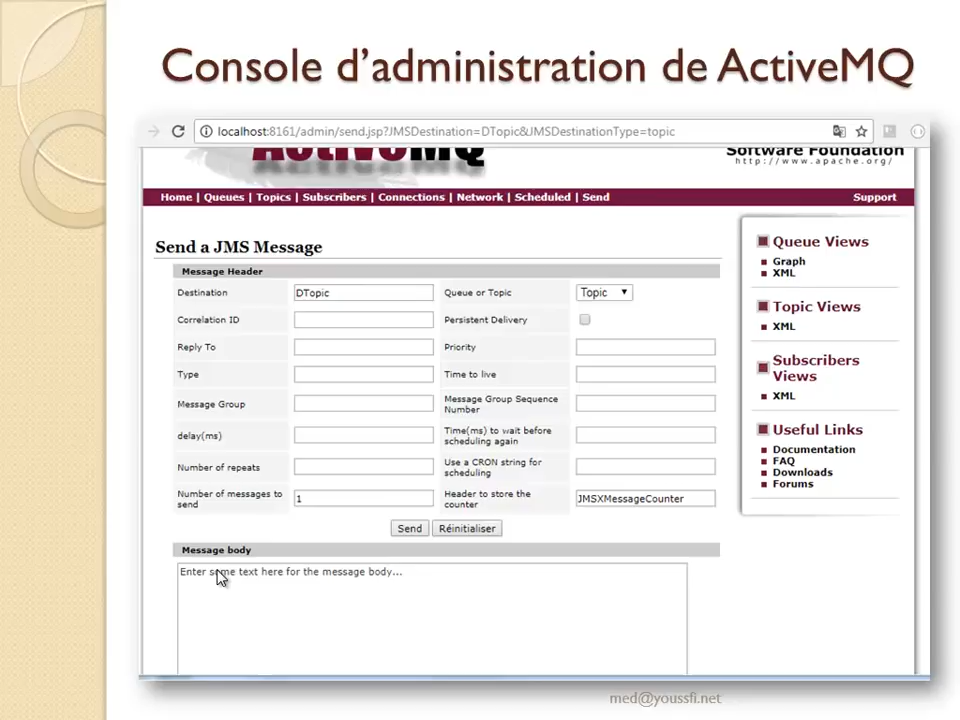 Console d'administration de ActiveMQ
localhost:8161/admin/send.jsp?JMSDestination=DTopic&JMSDestinationType=topic
ActiveMQ
Software Foundation
http://www.apache.org/
Home | Queues | Topics | Subscribers | Connections | Network | Scheduled | Send
Support
Send a JMS Message
Message Header
Destination DTopic Queue or Topic Topic
Correlation ID Persistent Delivery
Reply To Priority
Type Time to live
Message Group Message Group Sequence Number
delay(ms) Time(ms) to wait before scheduling again
Number of repeats Use a CRON string for scheduling
Number of messages to send 1 Header to store the counter JMSXMessageCounter
Send Réinitialiser
Message body
Enter some text here for the message body...
Queue Views
Graph
XML
Topic Views
XML
Subscribers
Views
XML
Useful Links
Documentation
FAQ
Downloads
Forums
med@youssfi.net